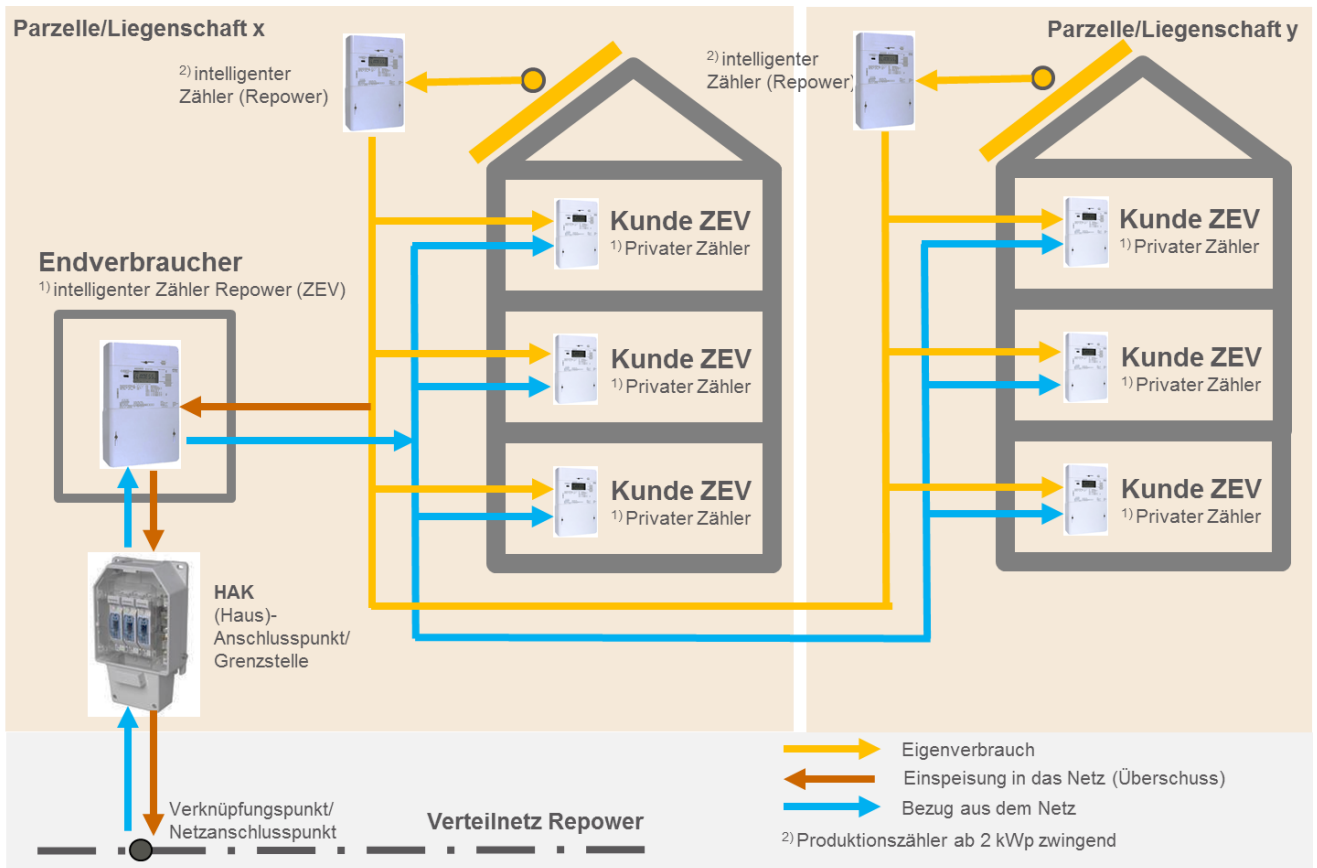 Parzelle/Liegenschaft x
2) intelligenter
Zähler (Repower)
Parzelle/Liegenschaft y
2) intelligenter
Zähler (Repower)
Endverbraucher
1) intelligenter Zähler Repower (ZEV)
Kunde ZEV
1) Privater Zähler
Kunde ZEV
1) Privater Zähler
Kunde ZEV
1) Privater Zähler
Kunde ZEV
1) Privater Zähler
Kunde ZEV
1) Privater Zähler
Kunde ZEV
1) Privater Zähler
HAK
(Haus)-
Anschlusspunkt/
Grenzstelle
Verknüpfungspunkt/
Netzanschlusspunkt
Verteilnetz Repower
Eigenverbrauch
Einspeisung in das Netz (Überschuss)
Bezug aus dem Netz
2) Produktionszähler ab 2 kWp zwingend